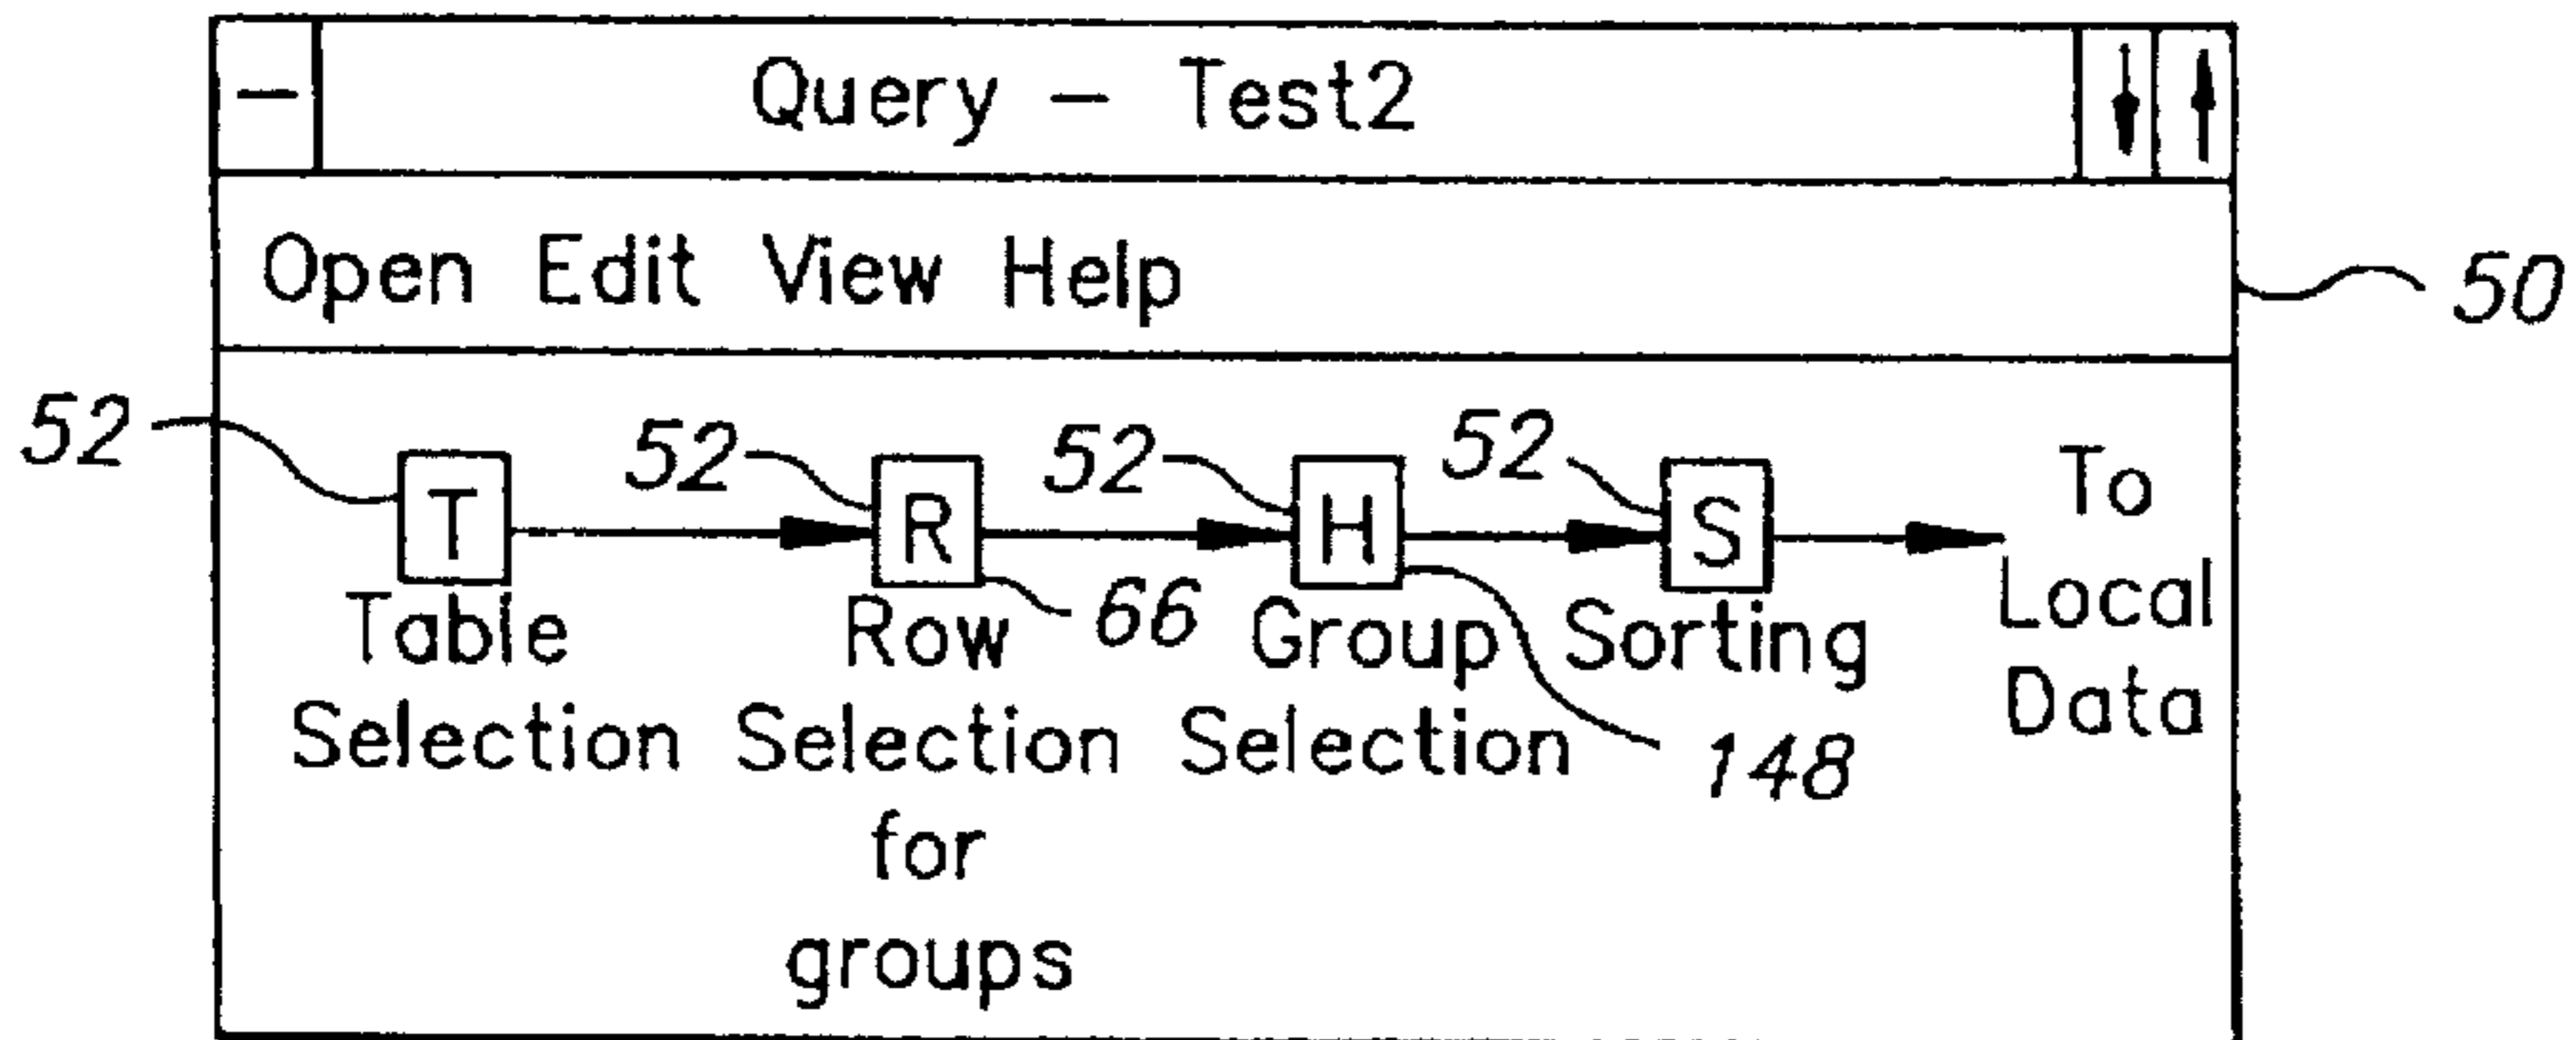 Query – Test2
Open Edit View Help
50
52 52 52 52
T R H S
To
Local
Data
66
148
Table
Selection
Row
Selection
for
groups
Group
Selection
Sorting